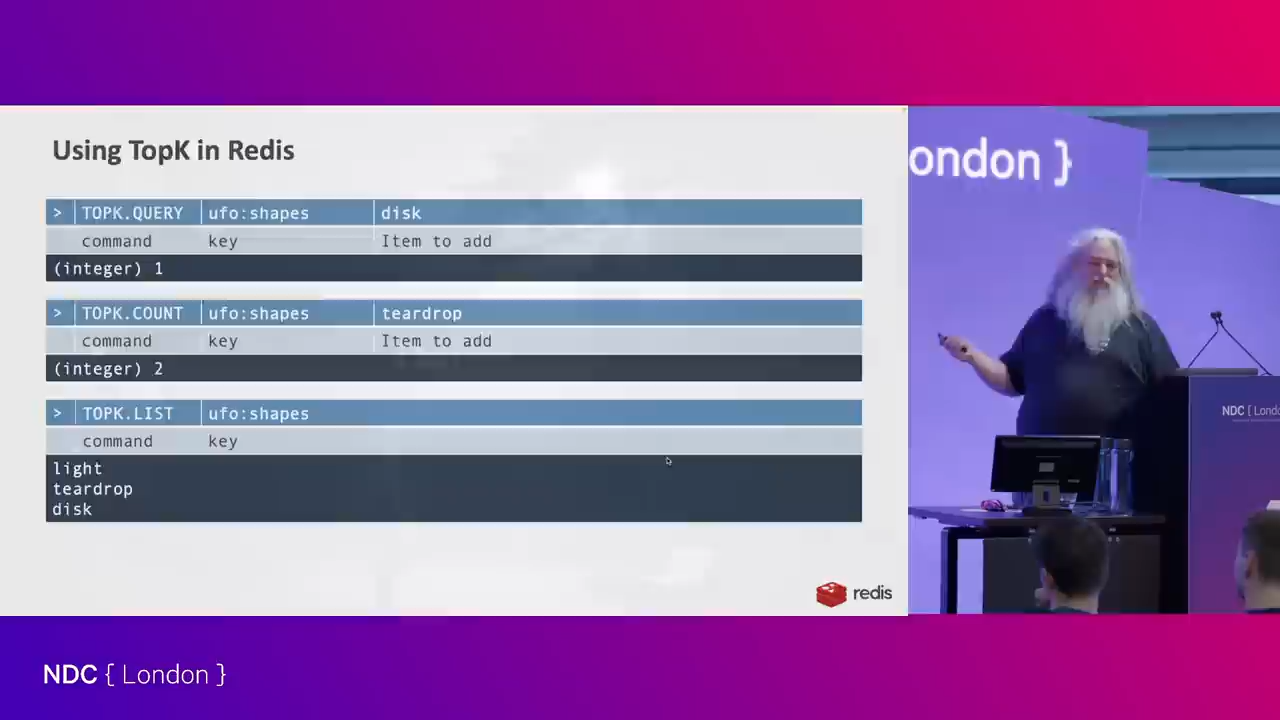 Using TopK in Redis
> TOPK.QUERY ufo:shapes disk
command key Item to add
(integer) 1
> TOPK.COUNT ufo:shapes teardrop
command key Item to add
(integer) 2
> TOPK.LIST ufo:shapes
command key
light
teardrop
disk
redis
ondon }
NDC { Londo
NDC { London }